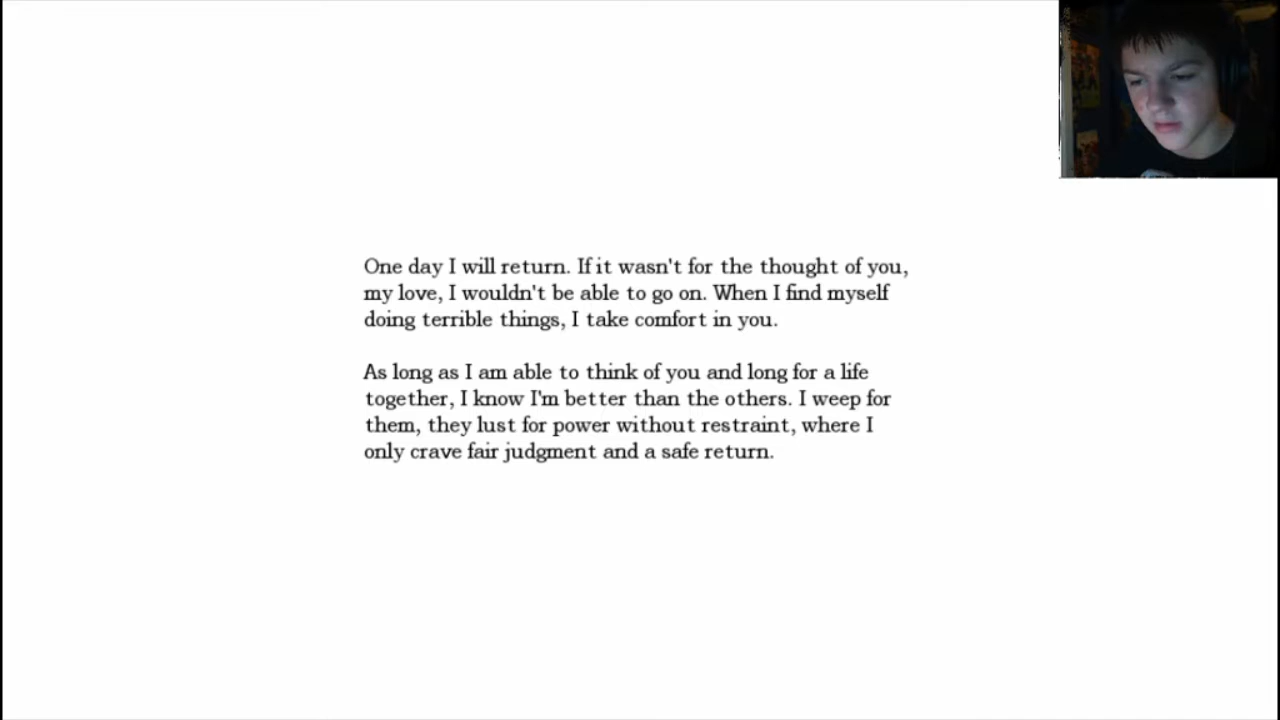 One day I will return. If it wasn't for the thought of you,
my love, I wouldn't be able to go on. When I find myself
doing terrible things, I take comfort in you.
As long as I am able to think of you and long for a life
together, I know I'm better than the others. I weep for
them, they lust for power without restraint, where I
only crave fair judgment and a safe return.